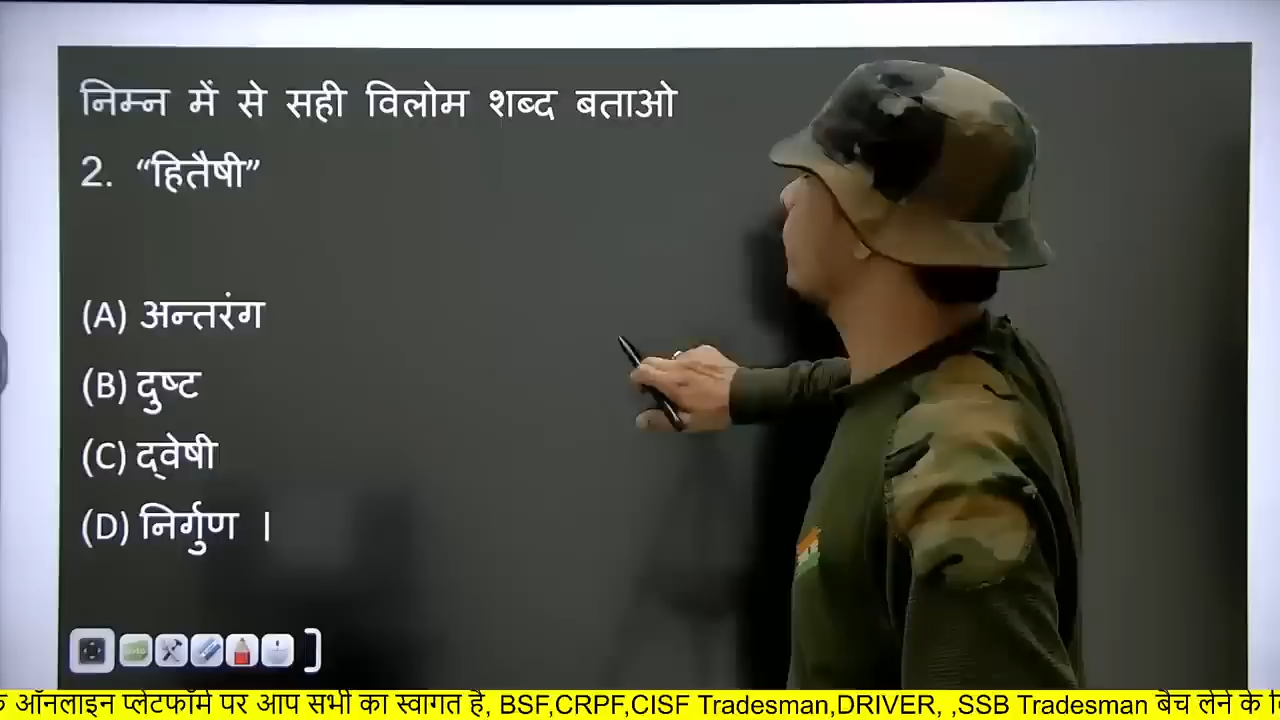 निम्न में से सही विलोम शब्द बताओ
2. “हितैषी”
(A) अन्तरंग
(B) दुष्ट
(C) द्वेषी
(D) निर्गुण ।
ऑनलाइन प्लेटफॉर्म पर आप सभी का स्वागत है, BSF,CRPF,CISF Tradesman,DRIVER, ,SSB Tradesman बैच लेने के